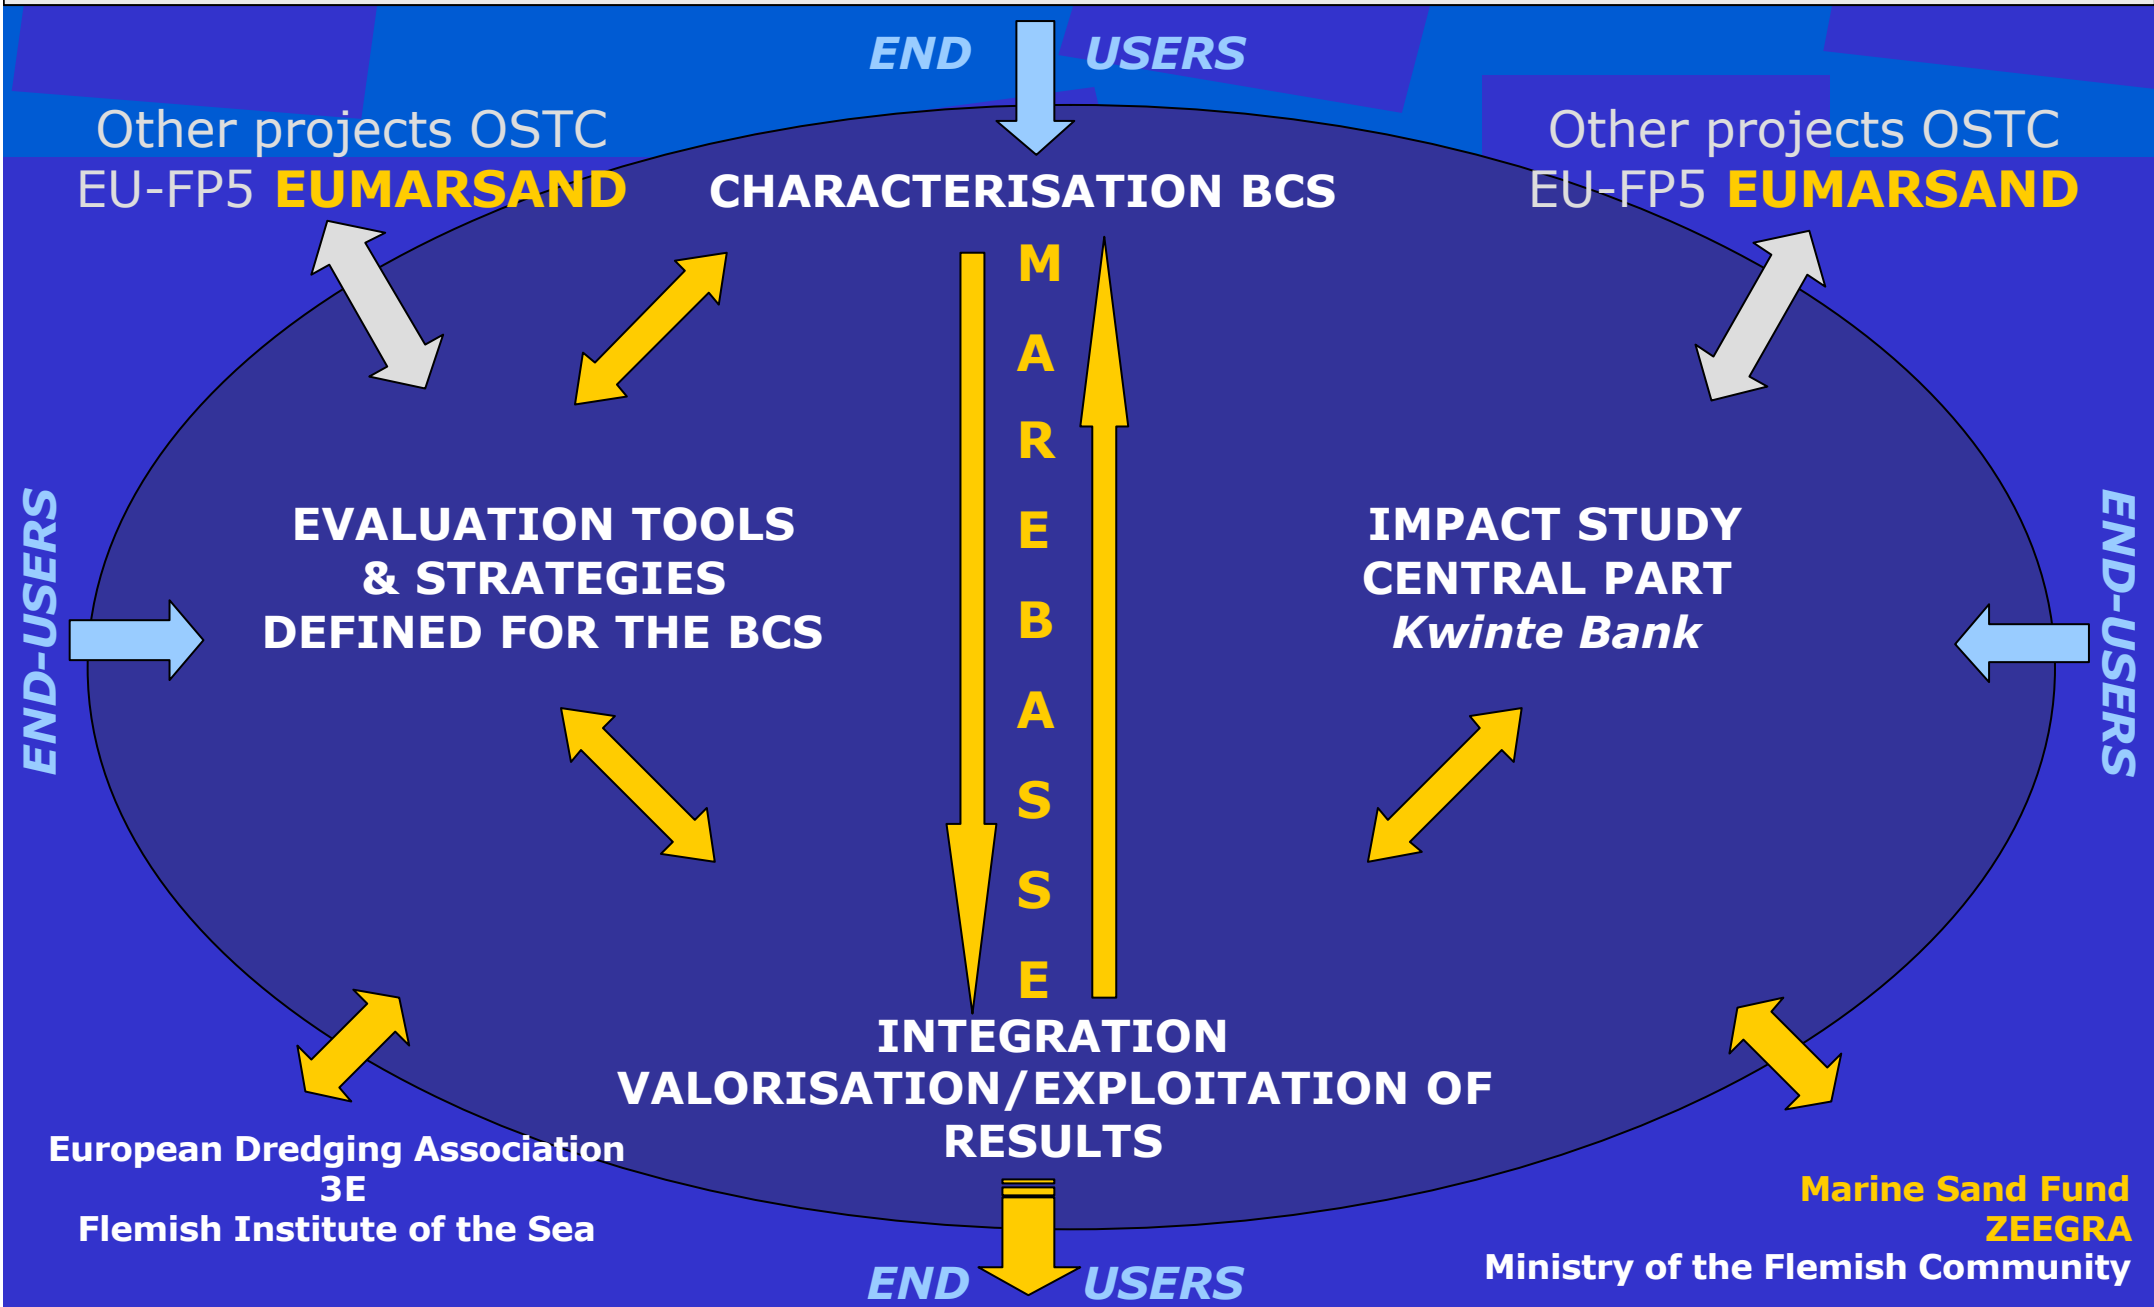 END USERS
Other projects OSTC
EU-FP5 EUMARSAND
Other projects OSTC
EU-FP5 EUMARSAND
CHARACTERISATION BCS
M
A
R
E
B
A
S
S
E
END-USERS
EVALUATION TOOLS
& STRATEGIES
DEFINED FOR THE BCS
IMPACT STUDY
CENTRAL PART
Kwinte Bank
END-USERS
INTEGRATION
VALORISATION/EXPLOITATION OF
RESULTS
European Dredging Association
3E
Flemish Institute of the Sea
Marine Sand Fund
ZEEGRA
Ministry of the Flemish Community
END USERS